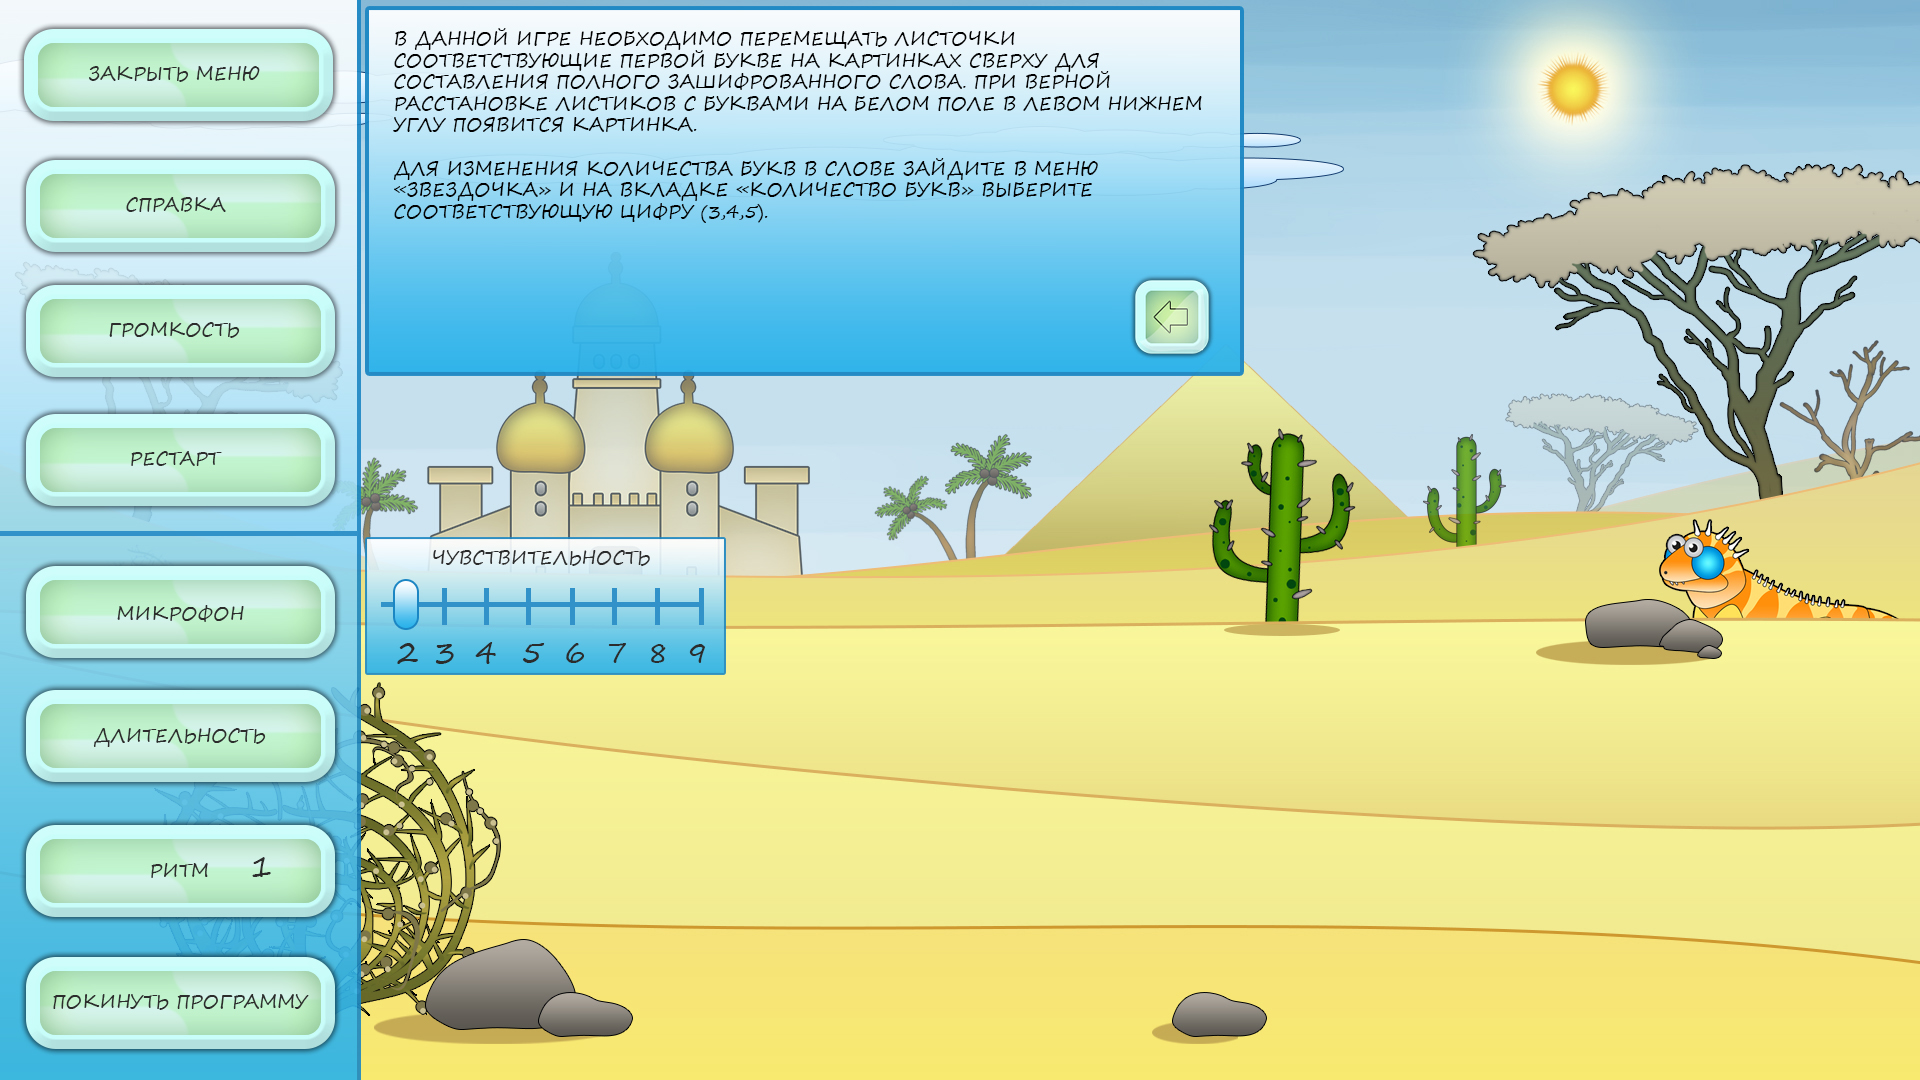 ЗАКРЫТЬ МЕНЮ
СПРАВКА
ГРОМКОСТЬ
РЕСТАРТ
МИКРОФОН
ДЛИТЕЛЬНОСТЬ
РИТМ 1
ПОКИНУТЬ ПРОГРАММУ
В ДАННОЙ ИГРЕ НЕОБХОДИМО ПЕРЕМЕЩАТЬ ЛИСТОЧКИ
СООТВЕТСТВУЮЩИЕ ПЕРВОЙ БУКВЕ НА КАРТИНКАХ СВЕРХУ ДЛЯ
СОСТАВЛЕНИЯ ПОЛНОГО ЗАШИФРОВАННОГО СЛОВА. ПРИ ВЕРНОЙ
РАССТАНОВКЕ ЛИСТИКОВ С БУКВАМИ НА БЕЛОМ ПОЛЕ В ЛЕВОМ НИЖНЕМ
УГЛУ ПОЯВИТСЯ КАРТИНКА.
ДЛЯ ИЗМЕНЕНИЯ КОЛИЧЕСТВА БУКВ В СЛОВЕ ЗАЙДИТЕ В МЕНЮ
«ЗВЕЗДОЧКА» И НА ВКЛАДКЕ «КОЛИЧЕСТВО БУКВ» ВЫБЕРИТЕ
СООТВЕТСТВУЮЩУЮ ЦИФРУ (3,4,5).
ЧУВСТВИТЕЛЬНОСТЬ
2 3 4 5 6 7 8 9